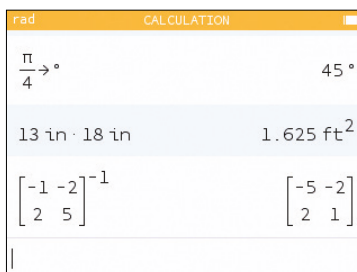 rad CALCULATION
π/4→° 45°
13 in · 18 in 1.625 ft²
[-1 -2
2 5]⁻¹ [-5 -2
2 1]